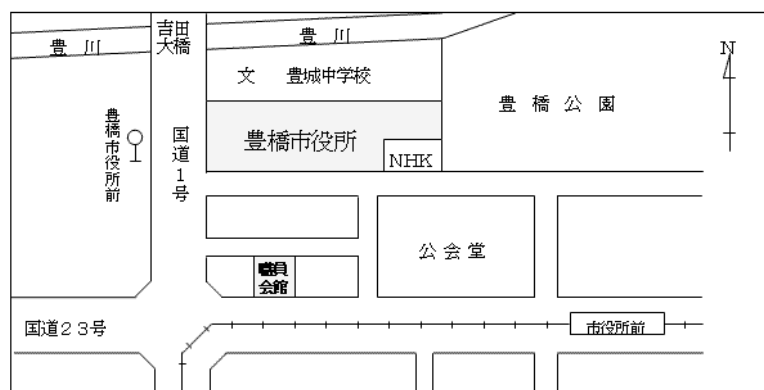 吉田
大橋
豊 川
豊 川
文 豊城中学校
豊 橋 公 園
N
豊橋市役所前
国道1号
豊橋市役所
NHK
公 会 堂
職員
会館
国道23号
市役所前